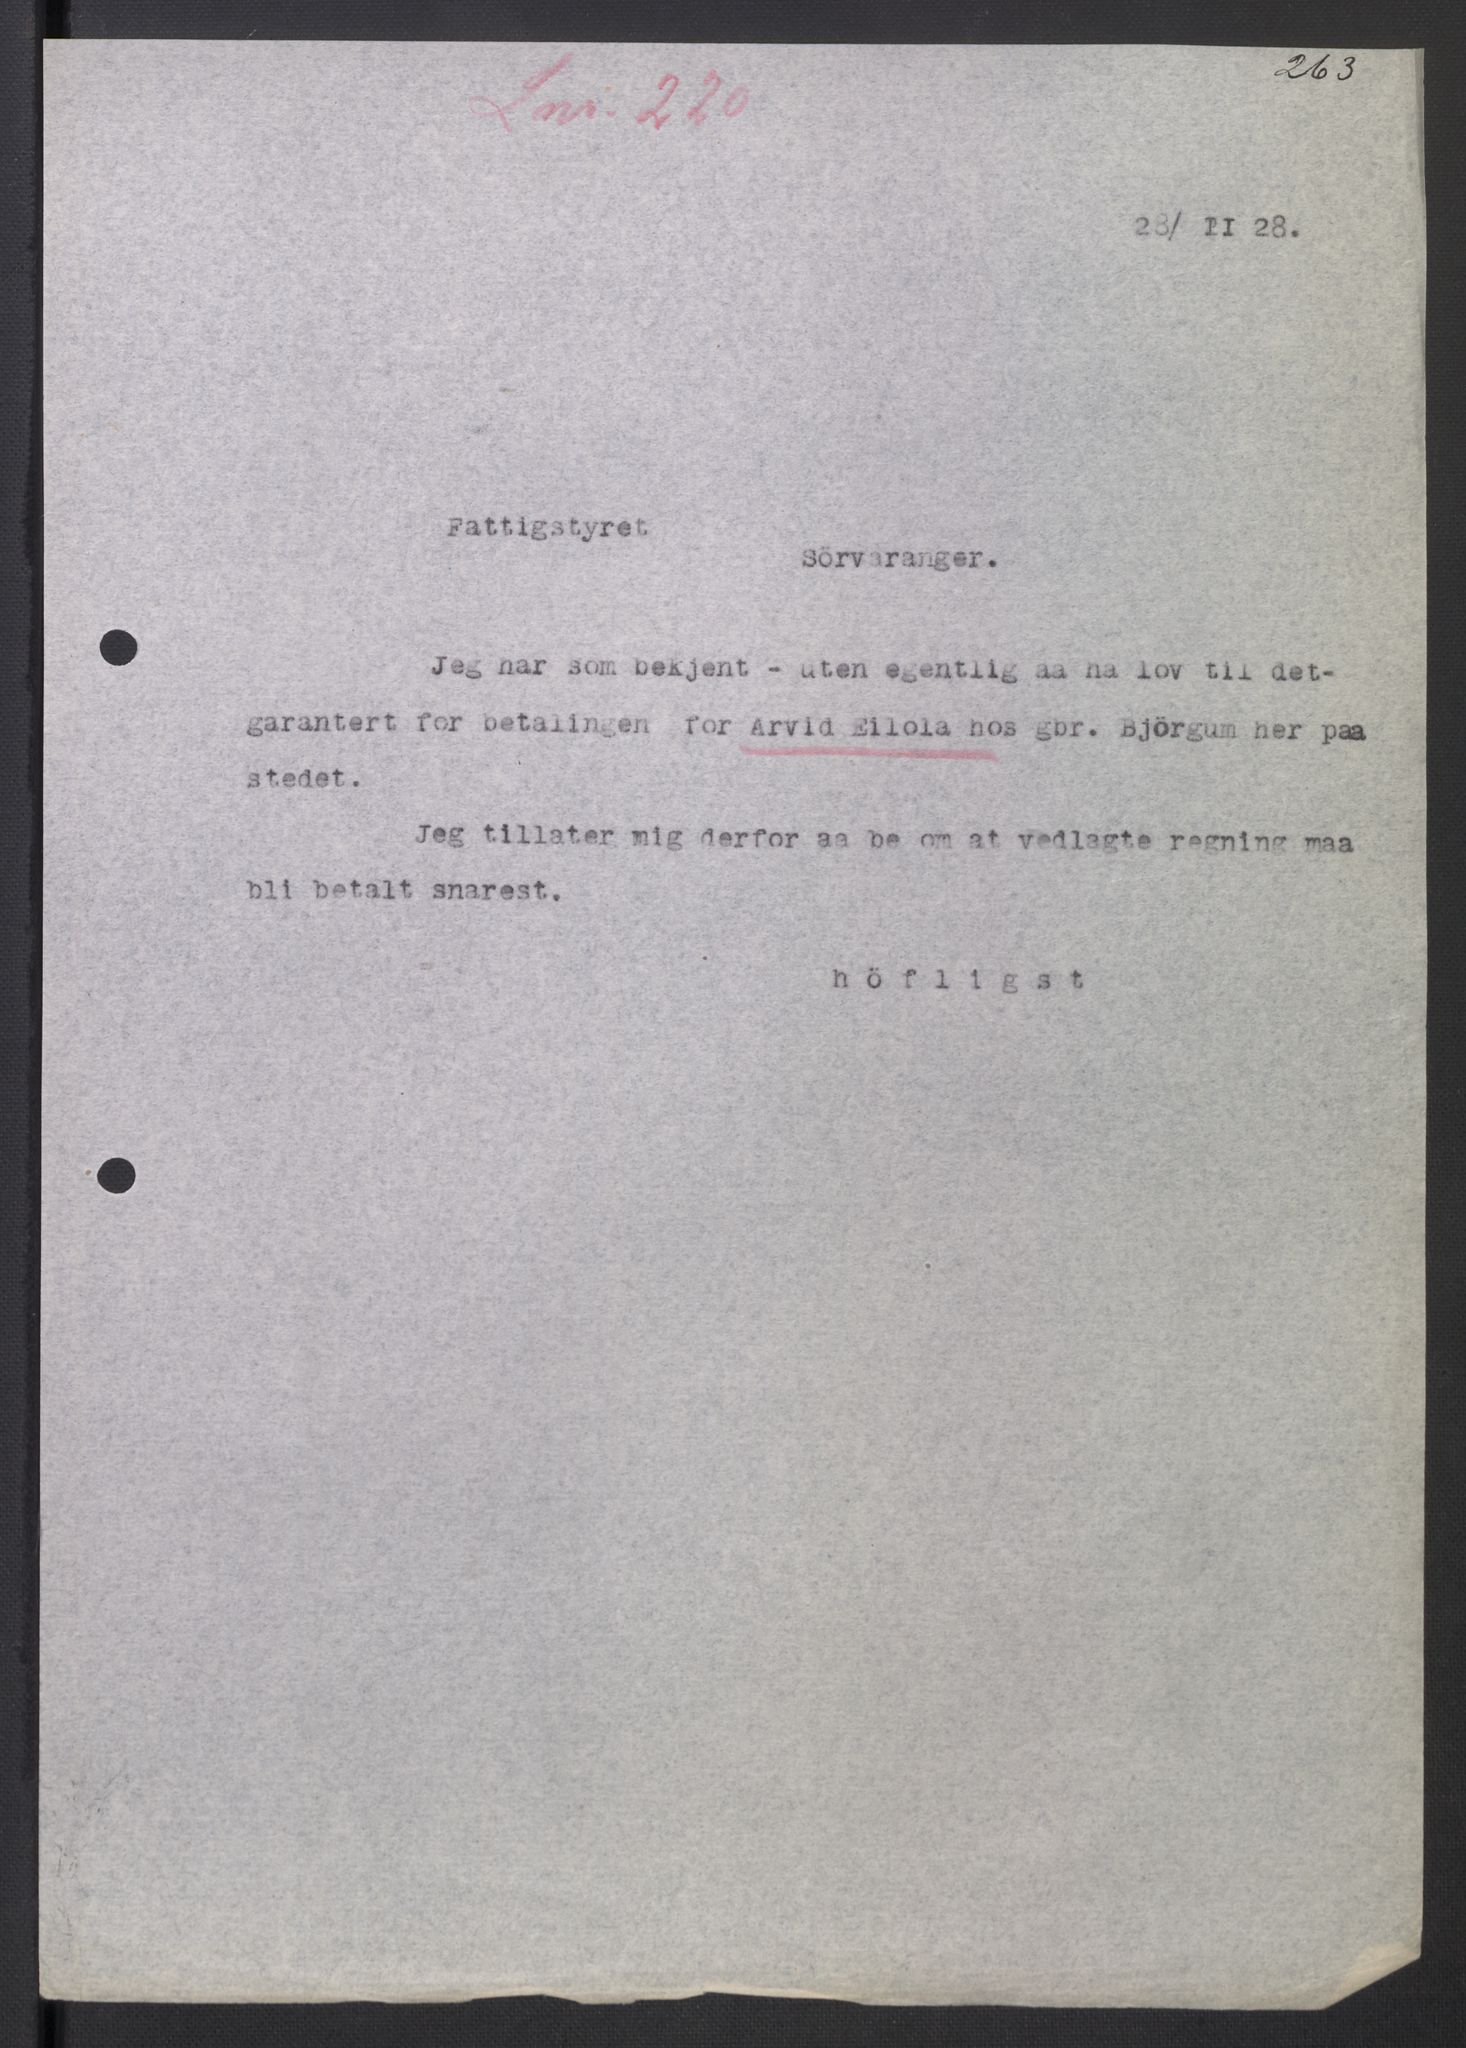 263
Lnr. 220
28/ II 28.
Fattigstyret
Sörvaranger.
Jeg har som bekjent - uten egentlig aa ha lov til det-
garantert for betalingen for Arvid Eilola hos gbr. Björgum her paa
stedet.
Jeg tillater mig derfor aa be om at vedlagte regning maa
bli betalt snarest.
h ö f l i g s t